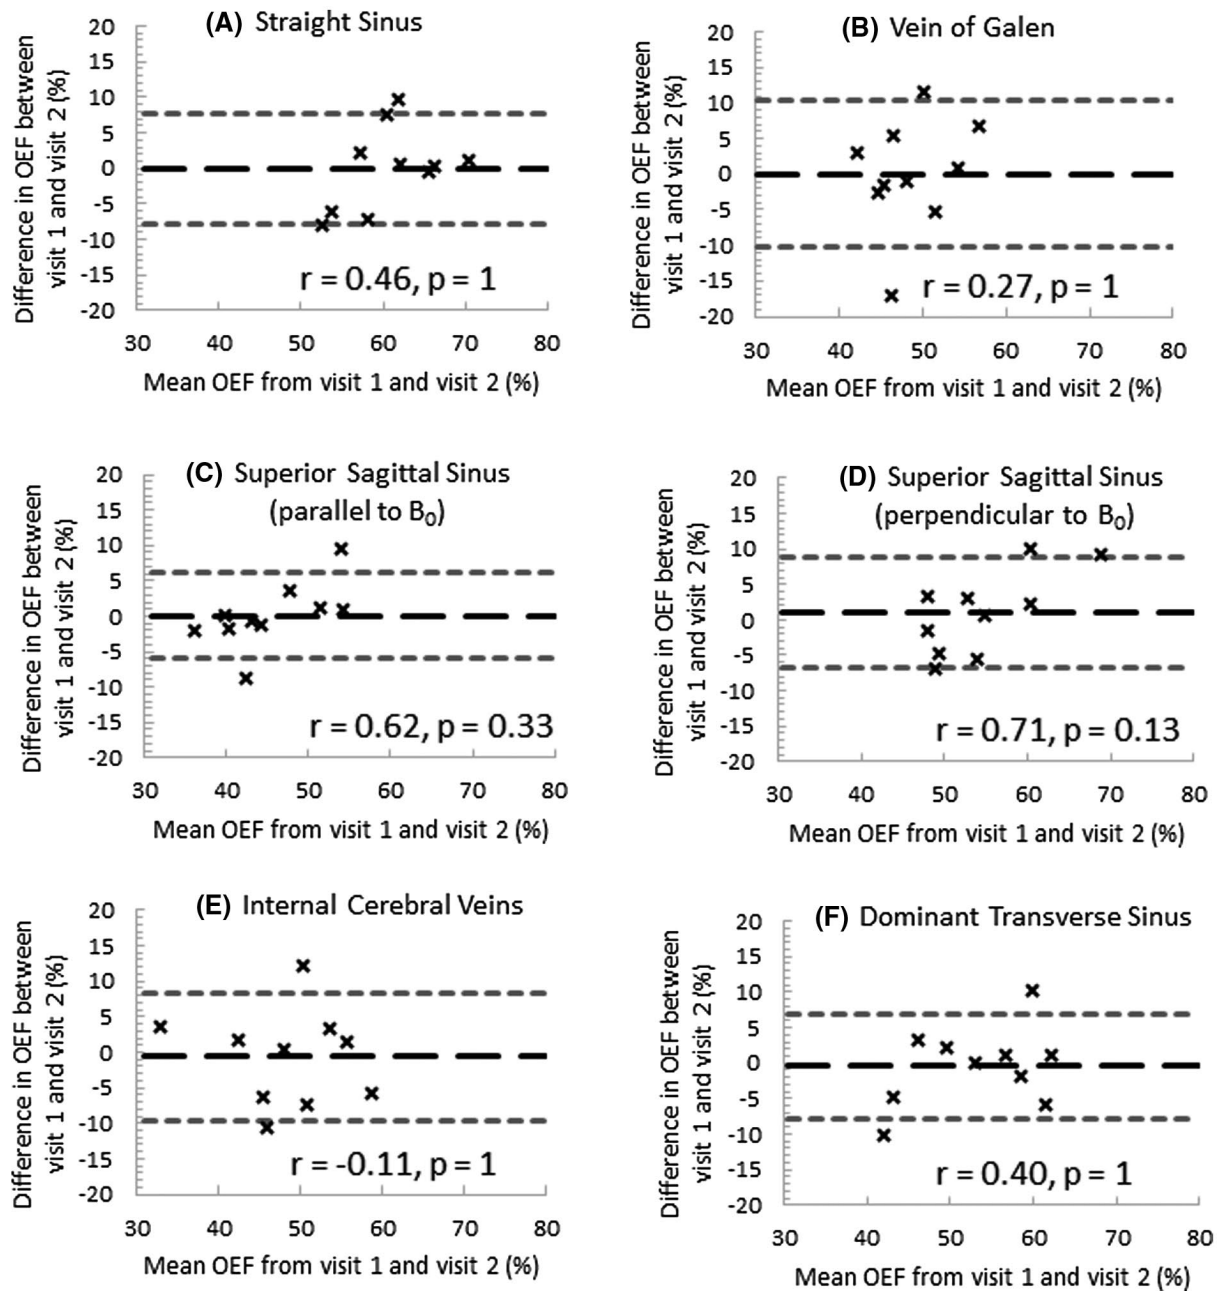 (A) Straight Sinus
Difference in OEF between
visit 1 and visit 2 (%)
20
15
10
5
0
-5
-10
-15
-20
r = 0.46, p = 1
30 40 50 60 70 80
Mean OEF from visit 1 and visit 2 (%)
(B) Vein of Galen
Difference in OEF between
visit 1 and visit 2 (%)
20
15
10
5
0
-5
-10
-15
-20
r = 0.27, p = 1
30 40 50 60 70 80
Mean OEF from visit 1 and visit 2 (%)
(C) Superior Sagittal Sinus
(parallel to B₀)
Difference in OEF between
visit 1 and visit 2 (%)
20
15
10
5
0
-5
-10
-15
-20
r = 0.62, p = 0.33
30 40 50 60 70 80
Mean OEF from visit 1 and visit 2 (%)
(D) Superior Sagittal Sinus
(perpendicular to B₀)
Difference in OEF between
visit 1 and visit 2 (%)
20
15
10
5
0
-5
-10
-15
-20
r = 0.71, p = 0.13
30 40 50 60 70 80
Mean OEF from visit 1 and visit 2 (%)
(E) Internal Cerebral Veins
Difference in OEF between
visit 1 and visit 2 (%)
20
15
10
5
0
-5
-10
-15
-20
r = -0.11, p = 1
30 40 50 60 70 80
Mean OEF from visit 1 and visit 2 (%)
(F) Dominant Transverse Sinus
Difference in OEF between
visit 1 and visit 2 (%)
20
15
10
5
0
-5
-10
-15
-20
r = 0.40, p = 1
30 40 50 60 70 80
Mean OEF from visit 1 and visit 2 (%)